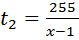 t₂ = 255/(x−1)